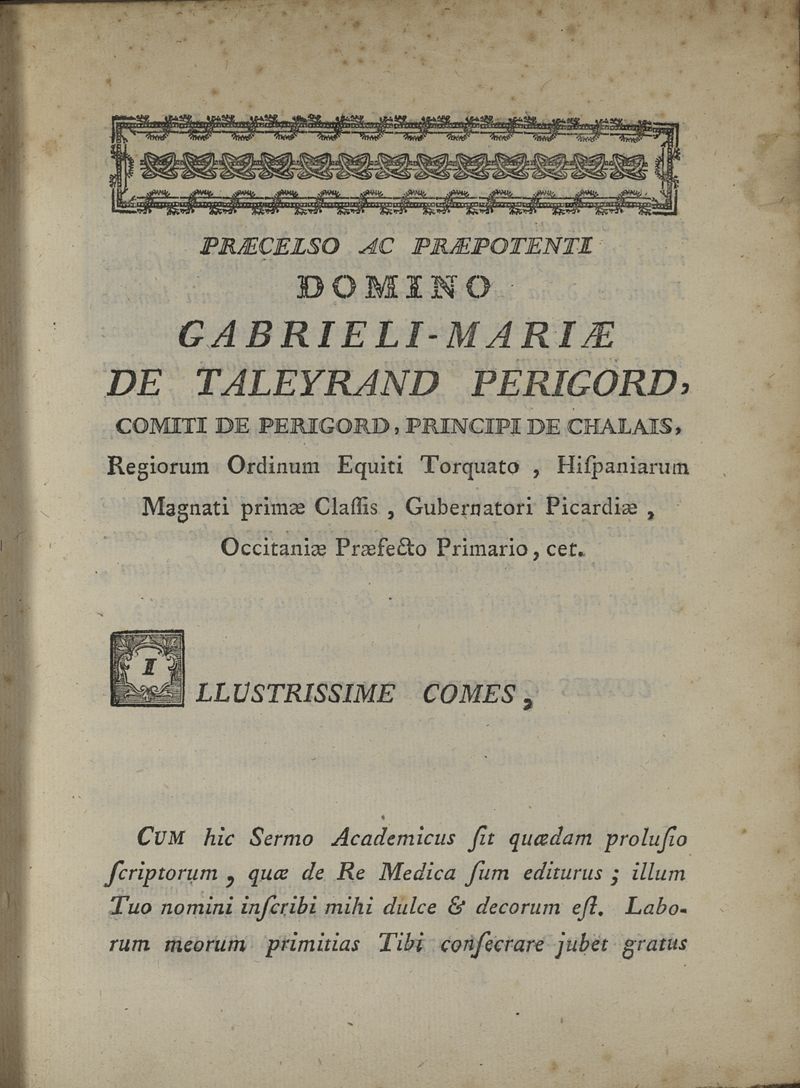 PRÆCELSO AC PRÆPOTENTI
DOMINO
GABRIELI-MARIÆ
DE TALEYRAND PERIGORD,
COMITI DE PERIGORD, PRINCIPI DE CHALAIS,
Regiorum Ordinum Equiti Torquato , Hiſpaniarum
Magnati primæ Claſſis , Gubernatori Picardiæ ,
Occitaniæ Præfecto Primario, cet.
ILLUSTRISSIME COMES,
CUM hic Sermo Academicus ſit quædam proluſio
ſcriptorum , quæ de Re Medica ſum editurus ; illum
Tuo nomini inſcribi mihi dulce & decorum eſt. Labo-
rum meorum primitias Tibi conſecrare jubet gratus